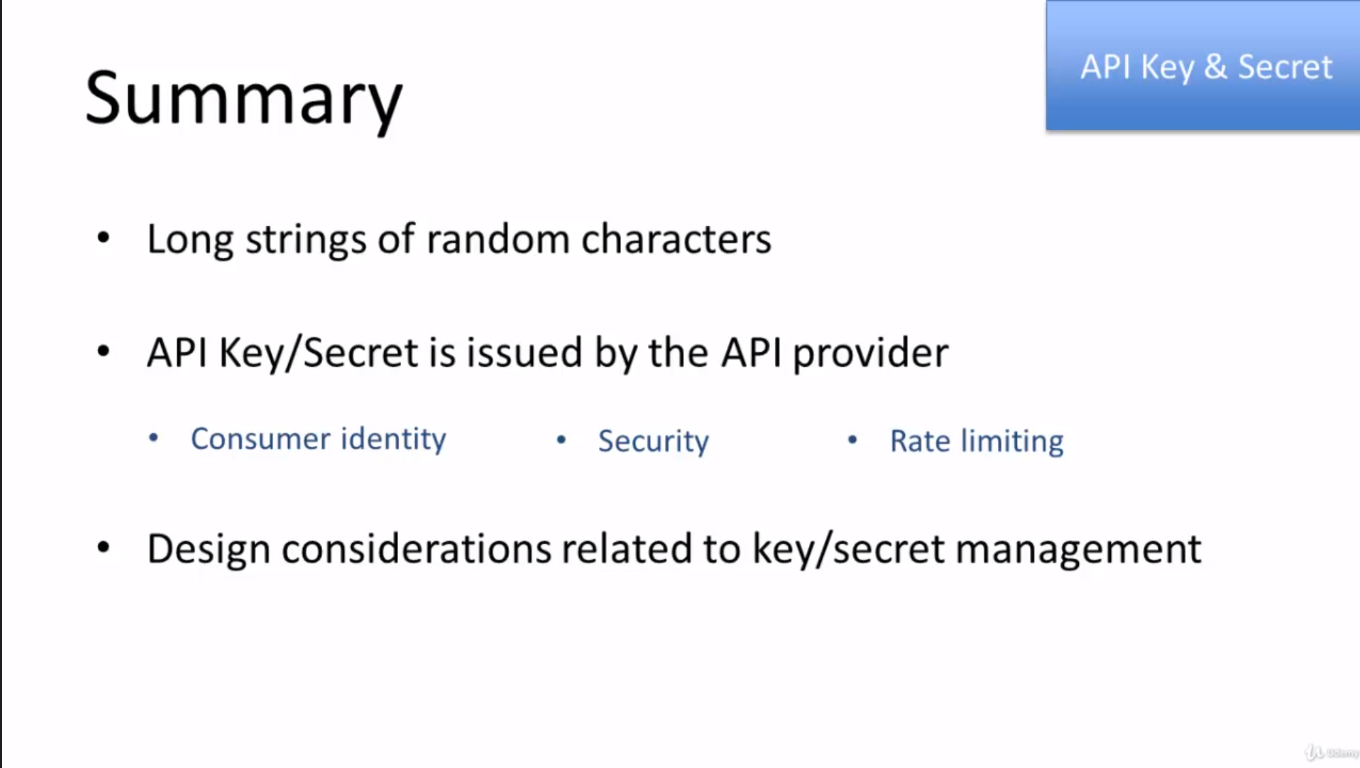 API Key & Secret
Summary
• Long strings of random characters
• API Key/Secret is issued by the API provider
• Consumer identity • Security • Rate limiting
• Design considerations related to key/secret management
Udemy